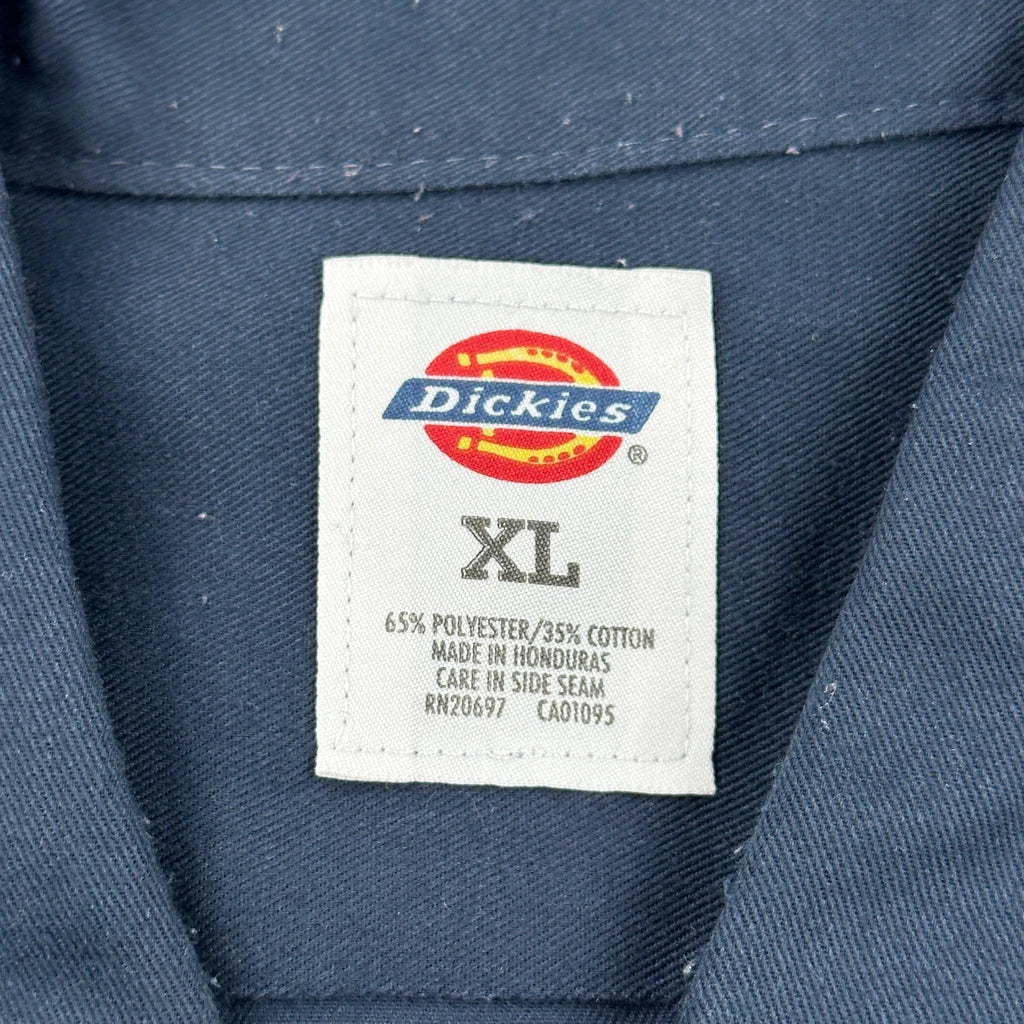 Dickies
®
XL
65% POLYESTER/35% COTTON
MADE IN HONDURAS
CARE IN SIDE SEAM
RN20697 CA01095